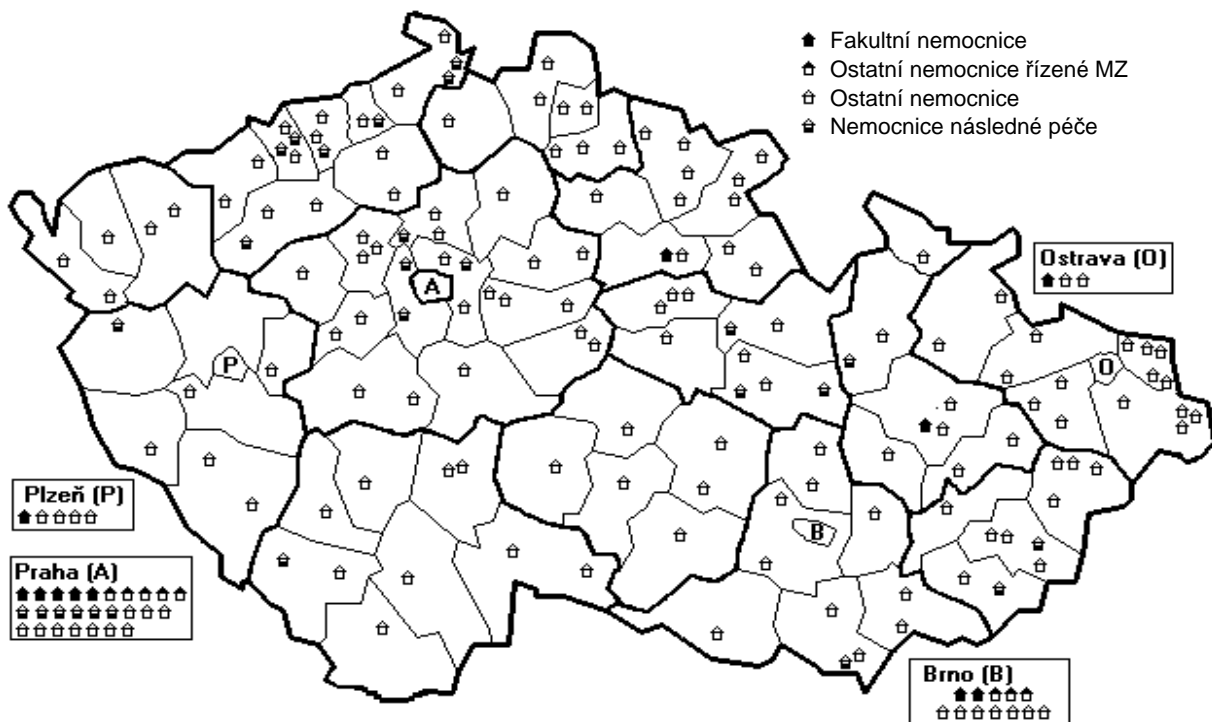 Fakultní nemocnice
Ostatní nemocnice řízené MZ
Ostatní nemocnice
Nemocnice následné péče
Ostrava (O)
A
P
O
Plzeň (P)
B
Praha (A)
Brno (B)